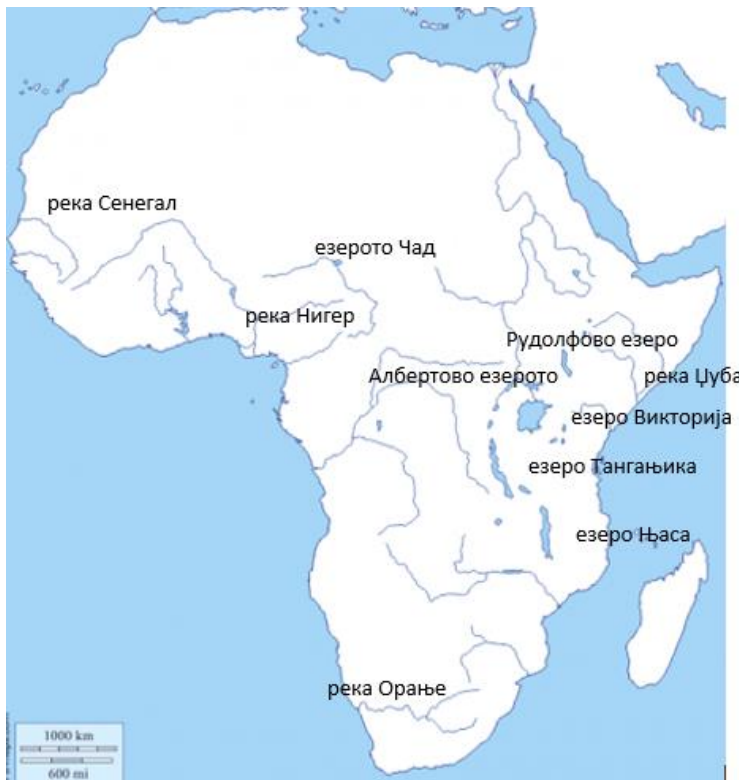 река Сенегал
езерото Чад
река Нигер
Рудолфово езеро
Албертово езерото
река Џуба
езеро Викторија
езеро Тангањика
езеро Њаса
река Орање
1000 km
600 mi